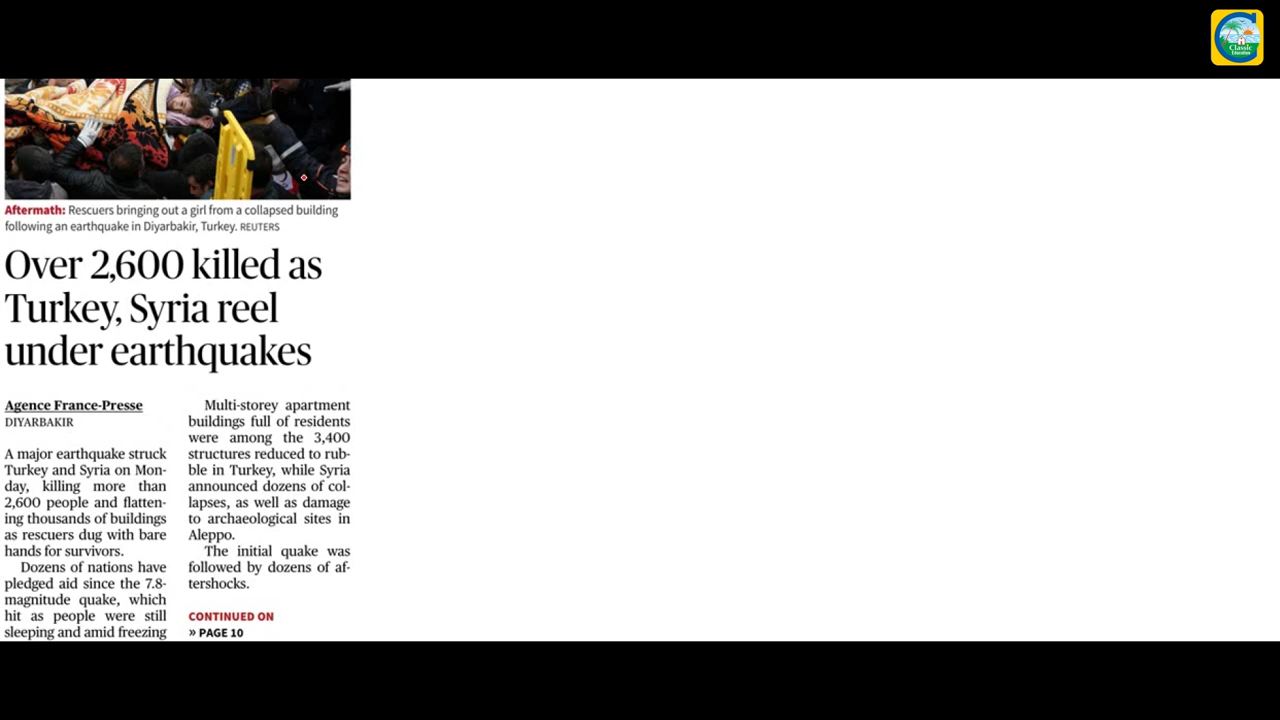 Classic
Education
Aftermath: Rescuers bringing out a girl from a collapsed building
following an earthquake in Diyarbakir, Turkey. REUTERS
Over 2,600 killed as
Turkey, Syria reel
under earthquakes
Agence France-Presse
DIYARBAKIR
A major earthquake struck
Turkey and Syria on Mon-
day, killing more than
2,600 people and flatten-
ing thousands of buildings
as rescuers dug with bare
hands for survivors.
Dozens of nations have
pledged aid since the 7.8-
magnitude quake, which
hit as people were still
sleeping and amid freezing
Multi-storey apartment
buildings full of residents
were among the 3,400
structures reduced to rub-
ble in Turkey, while Syria
announced dozens of col-
lapses, as well as damage
to archaeological sites in
Aleppo.
The initial quake was
followed by dozens of af-
tershocks.
CONTINUED ON
» PAGE 10